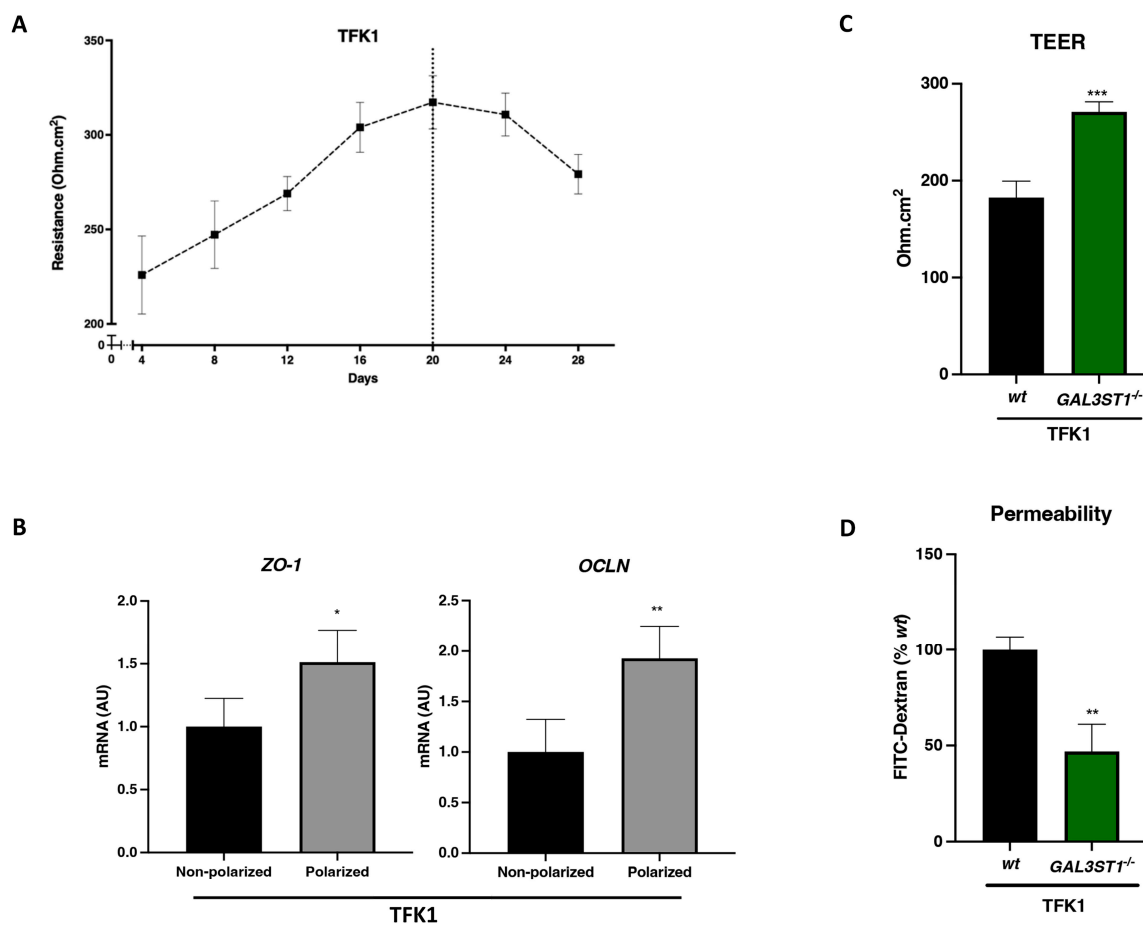 A
TFK1
Resistance (Ohm.cm²)
350
300
250
200
0
0 4 8 12 16 20 24 28
Days
B
ZO-1
mRNA (AU)
2.0
1.5
1.0
0.5
0.0
*
Non-polarized Polarized
OCLN
mRNA (AU)
2.5
2.0
1.5
1.0
0.5
0.0
**
Non-polarized Polarized
TFK1
C
TEER
Ohm.cm²
300
200
100
0
***
wt GAL3ST1⁻/⁻
TFK1
D
Permeability
FITC-Dextran (% wt)
150
100
50
0
**
wt GAL3ST1⁻/⁻
TFK1